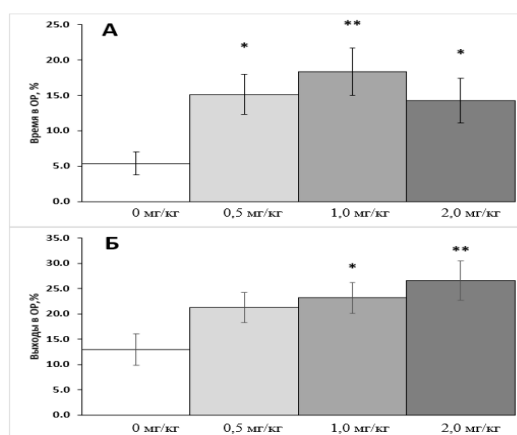 А
25.0
20.0
15.0
10.0
5.0
0.0
Время в ОР, %
* ** *
0 мг/кг 0,5 мг/кг 1,0 мг/кг 2,0 мг/кг
Б
35.0
30.0
25.0
20.0
15.0
10.0
5.0
0.0
Выходы в ОР,%
* **
0 мг/кг 0,5 мг/кг 1,0 мг/кг 2,0 мг/кг